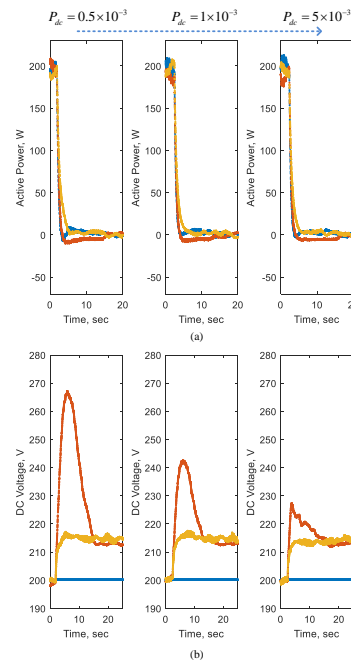 P_dc = 0.5×10⁻³ P_dc = 1×10⁻³ P_dc = 5×10⁻³
Active Power, W Active Power, W Active Power, W
200 200 200
150 150 150
100 100 100
50 50 50
0 0 0
-50 -50 -50
0 10 20 0 10 20 0 10 20
Time, sec Time, sec Time, sec
(a)
DC Voltage, V DC Voltage, V DC Voltage, V
280 280 280
270 270 270
260 260 260
250 250 250
240 240 240
230 230 230
220 220 220
210 210 210
200 200 200
190 190 190
0 10 20 0 10 20 0 10 20
Time, sec Time, sec Time, sec
(b)